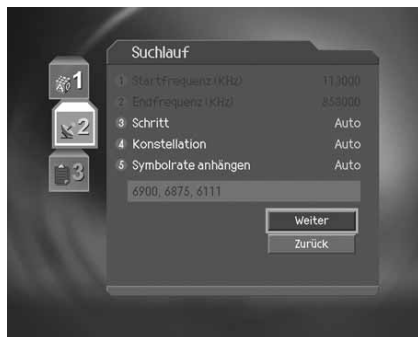 Suchlauf
1
1 Startfrequenz(KHz) 113000
2 Endfrequenz(KHz) 858000
2
3 Schritt Auto
4 Konstellation Auto
3
5 Symbolrate anhängen Auto
6900, 6875, 6111
Weiter
Zurück